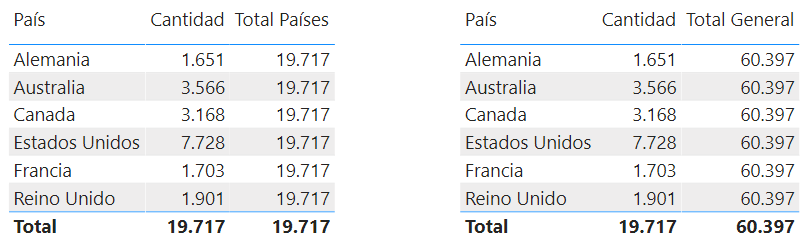 País Cantidad Total Países
Alemania 1.651 19.717
Australia 3.566 19.717
Canada 3.168 19.717
Estados Unidos 7.728 19.717
Francia 1.703 19.717
Reino Unido 1.901 19.717
Total 19.717 19.717
País Cantidad Total General
Alemania 1.651 60.397
Australia 3.566 60.397
Canada 3.168 60.397
Estados Unidos 7.728 60.397
Francia 1.703 60.397
Reino Unido 1.901 60.397
Total 19.717 60.397